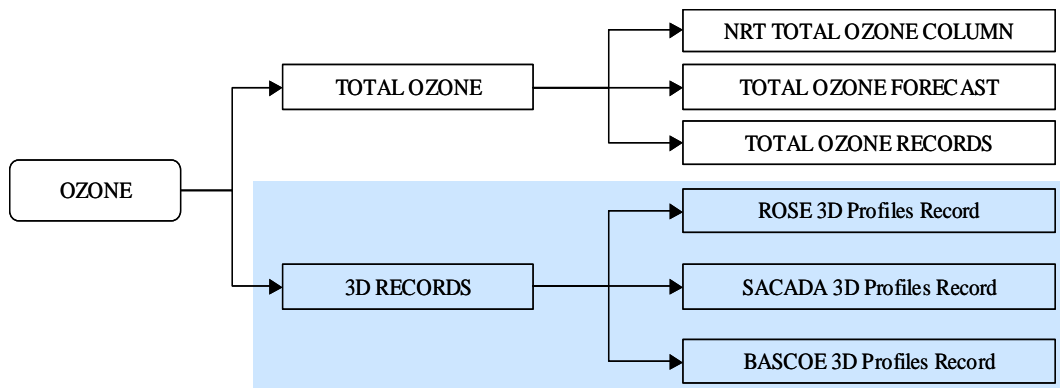 OZONE
TOTAL OZONE
NRT TOTAL OZONE COLUMN
TOTAL OZONE FORECAST
TOTAL OZONE RECORDS
3D RECORDS
ROSE 3D Profiles Record
SACADA 3D Profiles Record
BASCOE 3D Profiles Record